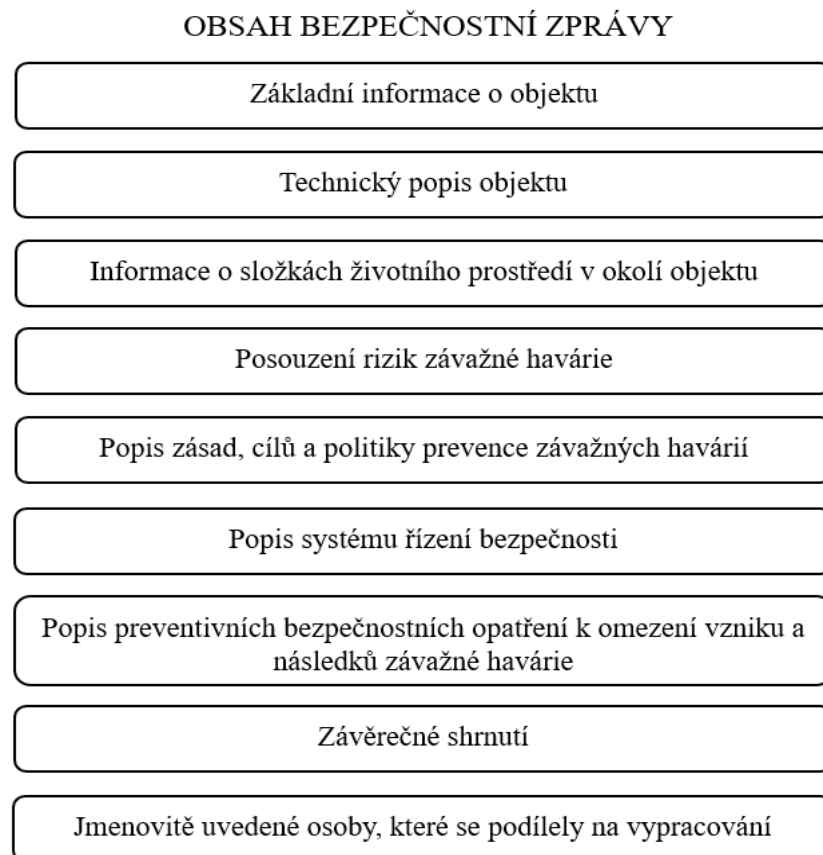 OBSAH BEZPEČNOSTNÍ ZPRÁVY
Základní informace o objektu
Technický popis objektu
Informace o složkách životního prostředí v okolí objektu
Posouzení rizik závažné havárie
Popis zásad, cílů a politiky prevence závažných havárií
Popis systému řízení bezpečnosti
Popis preventivních bezpečnostních opatření k omezení vzniku a
následků závažné havárie
Závěrečné shrnutí
Jmenovitě uvedené osoby, které se podílely na vypracování